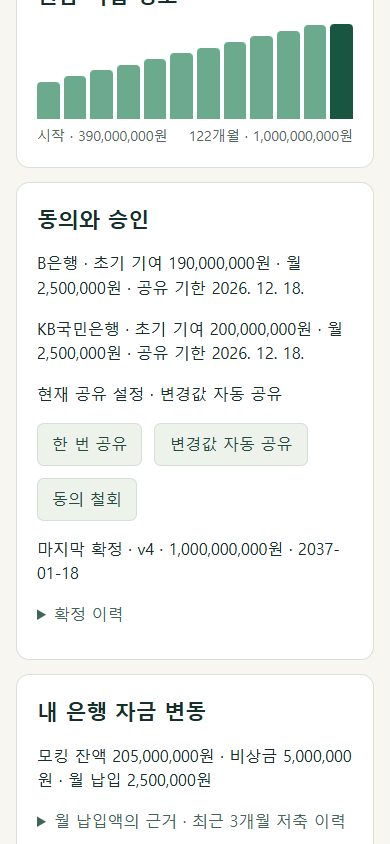 시작 · 390,000,000원 122개월 · 1,000,000,000원
동의와 승인
B은행 · 초기 기여 190,000,000원 · 월
2,500,000원 · 공유 기한 2026. 12. 18.
KB국민은행 · 초기 기여 200,000,000원 · 월
2,500,000원 · 공유 기한 2026. 12. 18.
현재 공유 설정 · 변경값 자동 공유
한 번 공유 변경값 자동 공유
동의 철회
마지막 확정 · v4 · 1,000,000,000원 · 2037-
01-18
▶ 확정 이력
내 은행 자금 변동
모킹 잔액 205,000,000원 · 비상금 5,000,000
원 · 월 납입 2,500,000원
▶ 월 납입액의 근거 · 최근 3개월 저축 이력